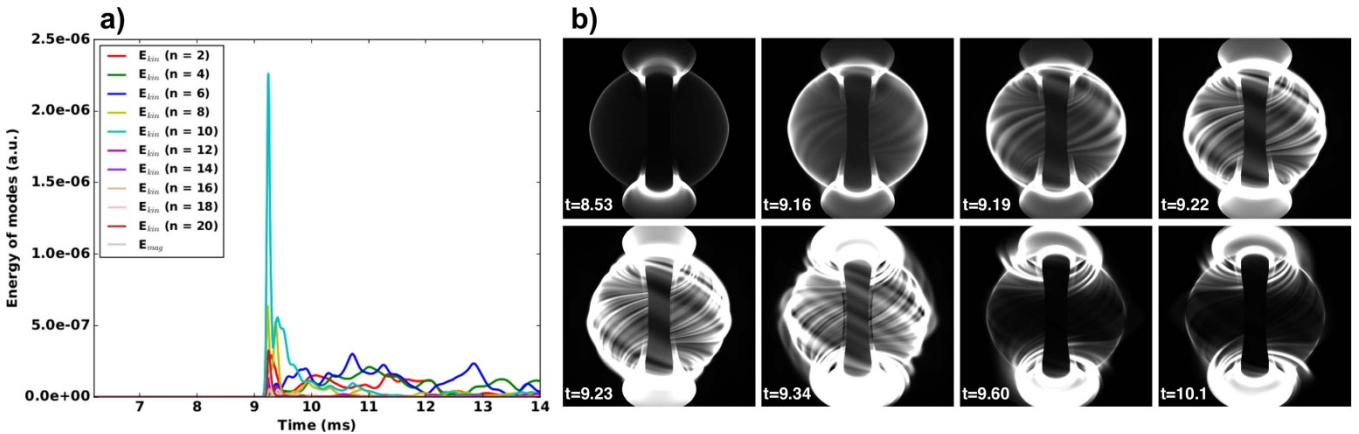 a)
2.5e-06
2.0e-06
1.5e-06
1.0e-06
5.0e-07
0.0e+00
Energy of modes (a.u.)
E_kin (n = 2)
E_kin (n = 4)
E_kin (n = 6)
E_kin (n = 8)
E_kin (n = 10)
E_kin (n = 12)
E_kin (n = 14)
E_kin (n = 16)
E_kin (n = 18)
E_kin (n = 20)
E_mag
7 8 9 10 11 12 13 14
Time (ms)
b)
t=8.53 t=9.16 t=9.19 t=9.22
t=9.23 t=9.34 t=9.60 t=10.1